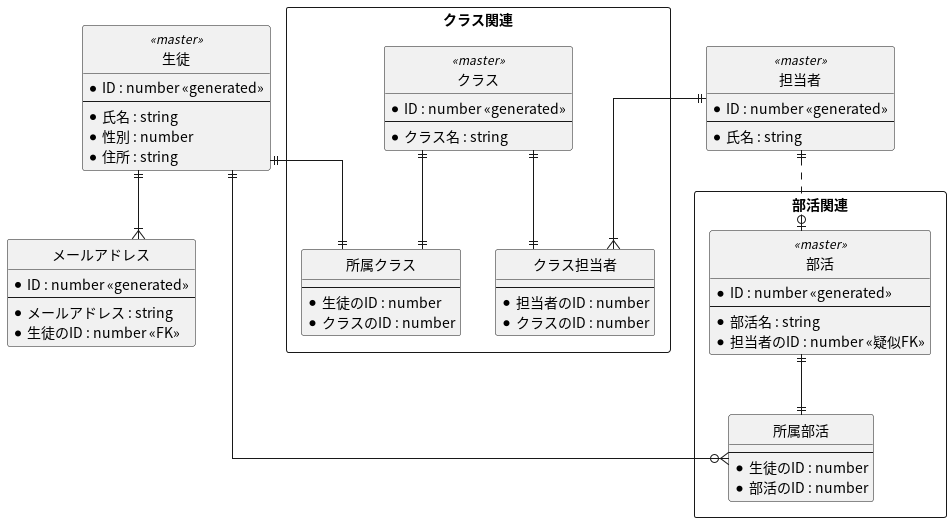 クラス関連
«master»
生徒
ID : number «generated»
氏名 : string
性別 : number
住所 : string
«master»
クラス
ID : number «generated»
クラス名 : string
«master»
担当者
ID : number «generated»
氏名 : string
メールアドレス
ID : number «generated»
メールアドレス : string
生徒のID : number «FK»
所属クラス
生徒のID : number
クラスのID : number
クラス担当者
担当者のID : number
クラスのID : number
部活関連
«master»
部活
ID : number «generated»
部活名 : string
担当者のID : number «疑似FK»
所属部活
生徒のID : number
部活のID : number